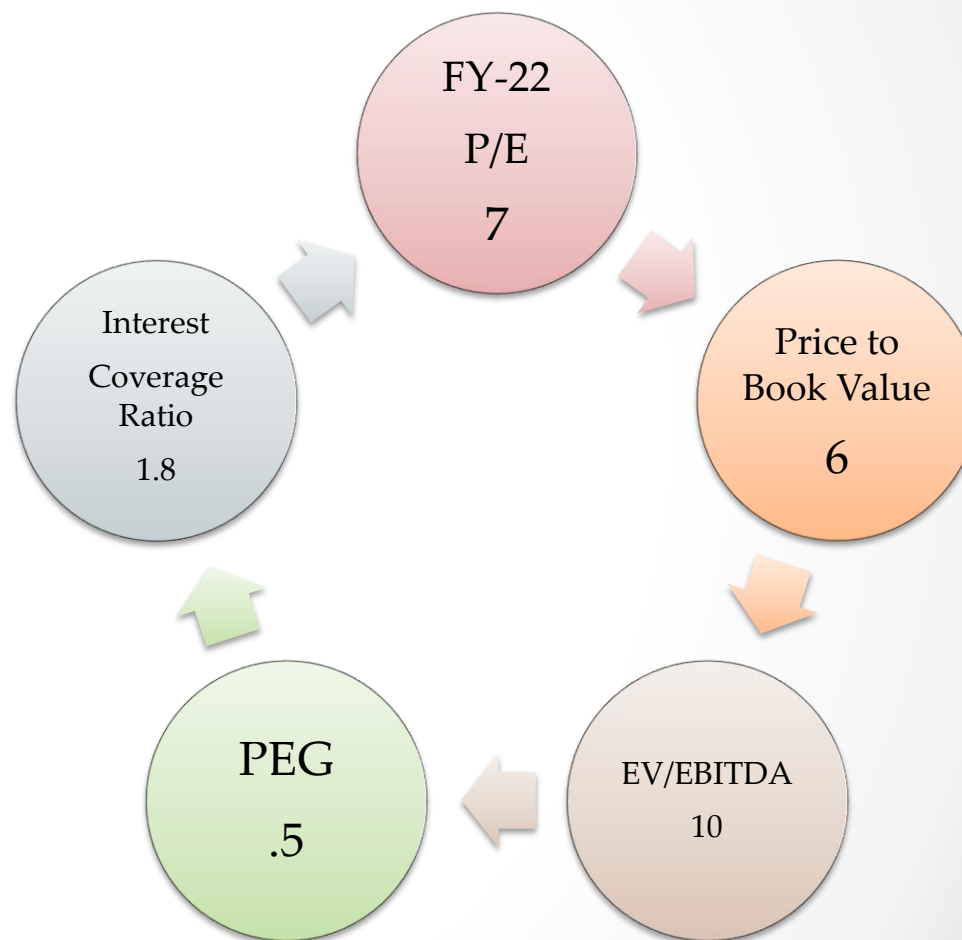 FY-22
P/E
7
Price to
Book Value
6
EV/EBITDA
10
PEG
.5
Interest
Coverage
Ratio
1.8